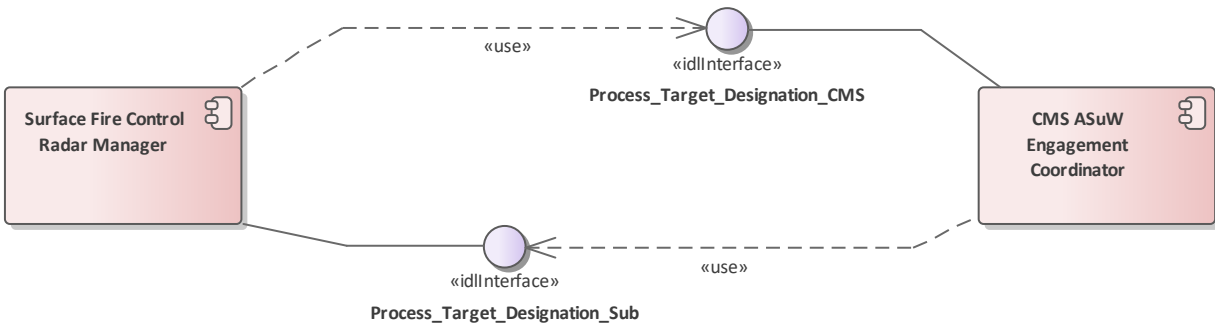 «use»
«idlInterface»
Process_Target_Designation_CMS
Surface Fire Control
Radar Manager
CMS ASuW
Engagement
Coordinator
«use»
«idlInterface»
Process_Target_Designation_Sub